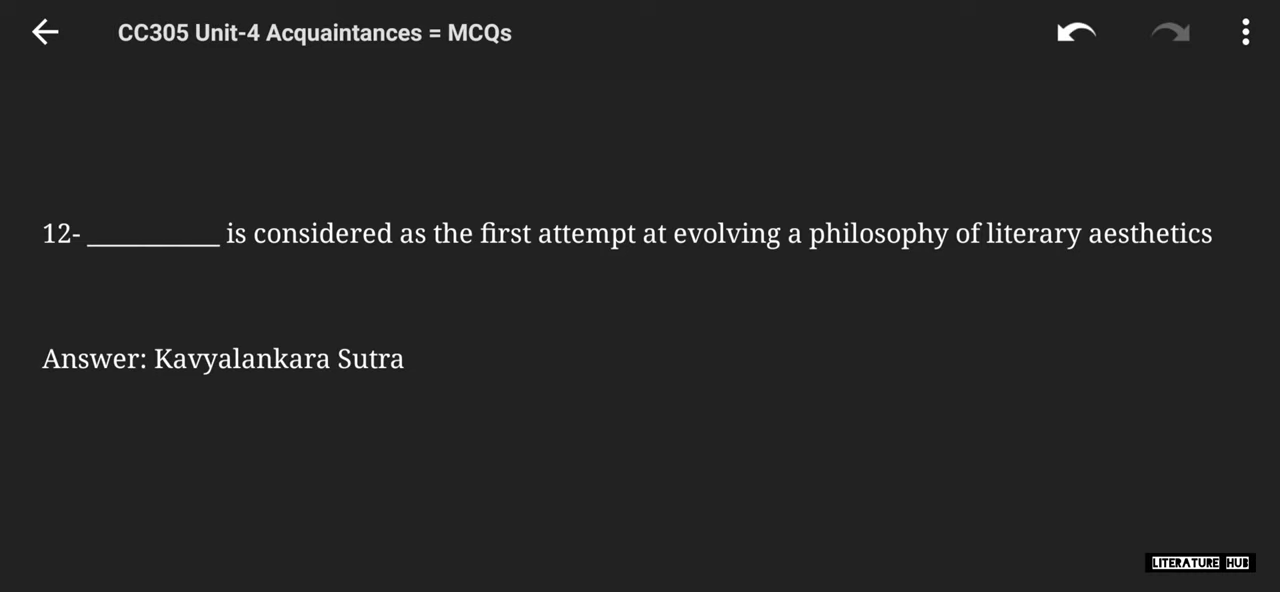 CC305 Unit-4 Acquaintances = MCQs
12- __________ is considered as the first attempt at evolving a philosophy of literary aesthetics
Answer: Kavyalankara Sutra
LITERATURE HUB